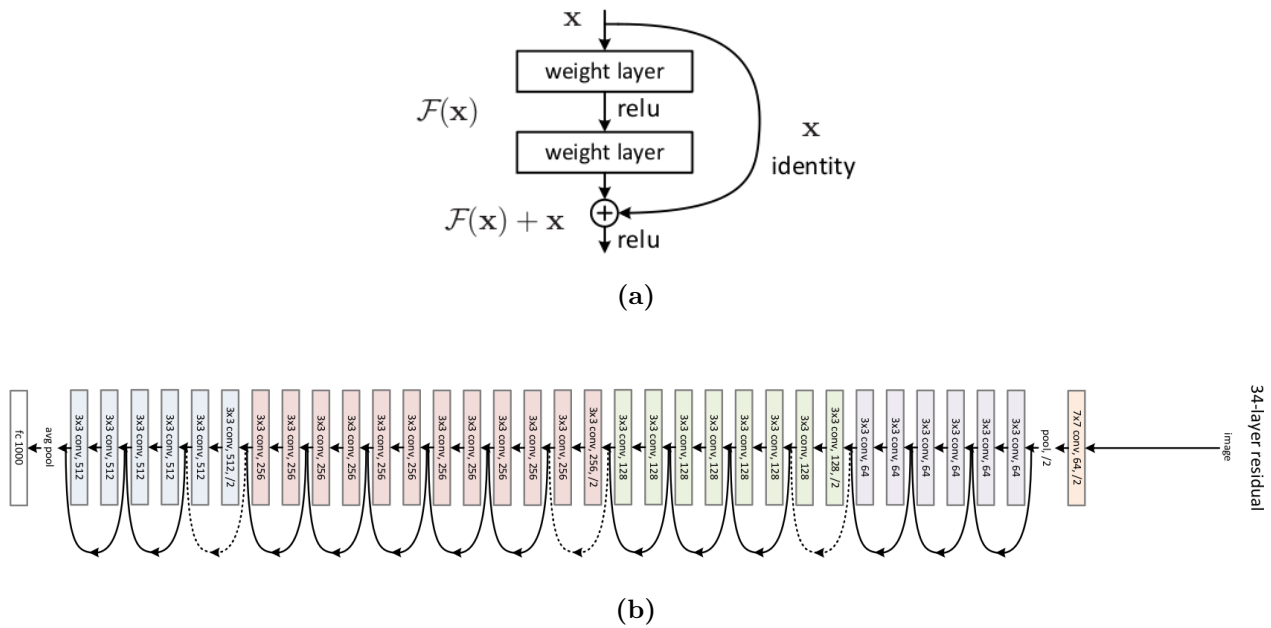 x
weight layer
F(x)
relu
x
weight layer
identity
F(x) + x
relu
(a)
34-layer residual
image
7x7 conv, 64, /2
pool, /2
3x3 conv, 64
3x3 conv, 64
3x3 conv, 64
3x3 conv, 64
3x3 conv, 64
3x3 conv, 64
3x3 conv, 128, /2
3x3 conv, 128
3x3 conv, 128
3x3 conv, 128
3x3 conv, 128
3x3 conv, 128
3x3 conv, 128
3x3 conv, 128
3x3 conv, 256, /2
3x3 conv, 256
3x3 conv, 256
3x3 conv, 256
3x3 conv, 256
3x3 conv, 256
3x3 conv, 256
3x3 conv, 256
3x3 conv, 256
3x3 conv, 256
3x3 conv, 256
3x3 conv, 256
3x3 conv, 512, /2
3x3 conv, 512
3x3 conv, 512
3x3 conv, 512
3x3 conv, 512
3x3 conv, 512
avg pool
fc 1000
(b)